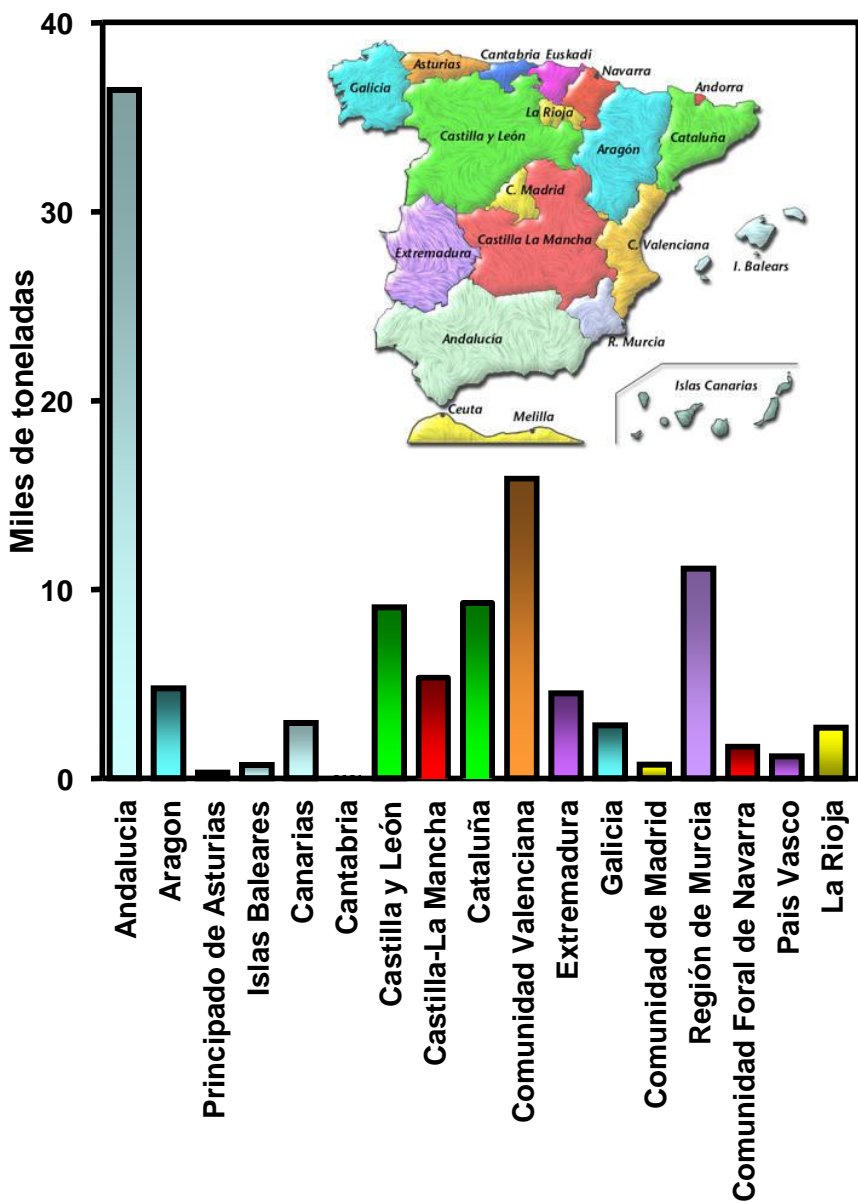 40
30
20
10
0
Miles de toneladas
Cantabria
Euskadi
Asturias
Navarra
Galicia
Andorra
La Rioja
Castilla y León
Cataluña
Aragón
C. Madrid
Castilla La Mancha
C. Valenciana
Extremadura
I. Balears
Andalucía
R. Murcia
Islas Canarias
Ceuta
Melilla
Andalucia
Aragon
Principado de Asturias
Islas Baleares
Canarias
Cantabria
Castilla y León
Castilla-La Mancha
Cataluña
Comunidad Valenciana
Extremadura
Galicia
Comunidad de Madrid
Región de Murcia
Comunidad Foral de Navarra
Pais Vasco
La Rioja